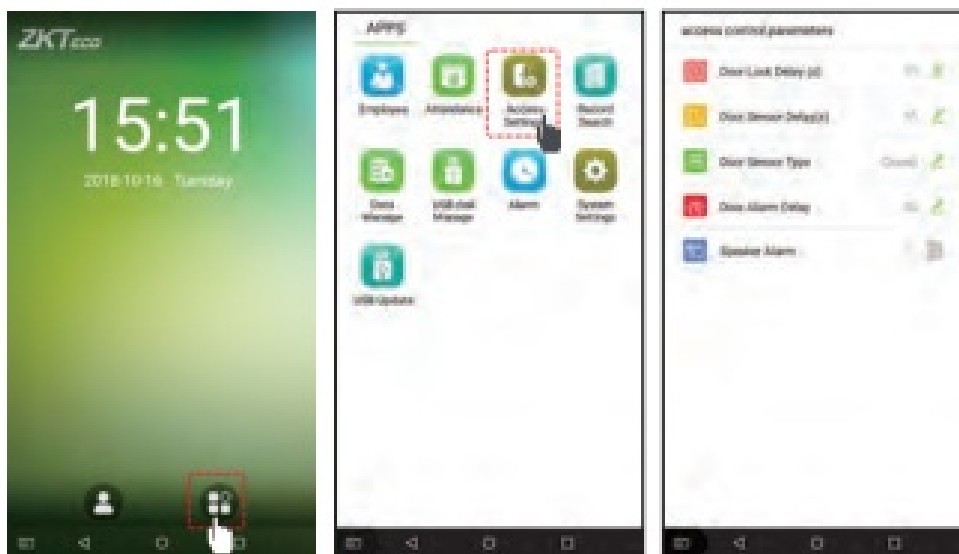 ZKTeco
15:51
2018-10-16 Tuesday
APPS
Employee
Attendance
Access
Settings
Record
Search
Data
Manage
USB disk
Manage
Alarm
System
Settings
USB Update
access control parameters
Door Lock Delay (s)
Door Sensor Delay(s)
Door Sensor Type
Door Alarm Delay
Speaker Alarm